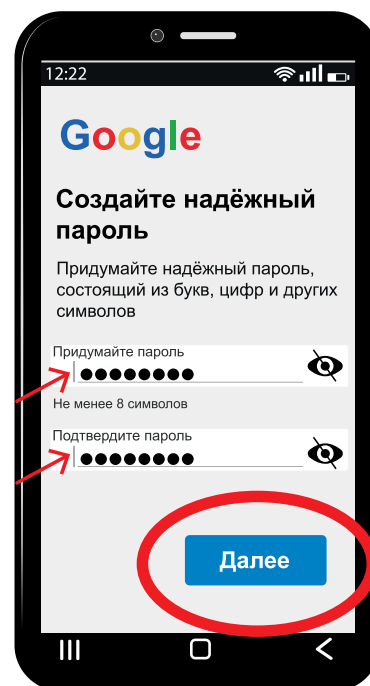 12:22
Google
Создайте надёжный
пароль
Придумайте надёжный пароль,
состоящий из букв, цифр и других
символов
Придумайте пароль
●●●●●●●●
Не менее 8 символов
Подтвердите пароль
●●●●●●●●
Далее